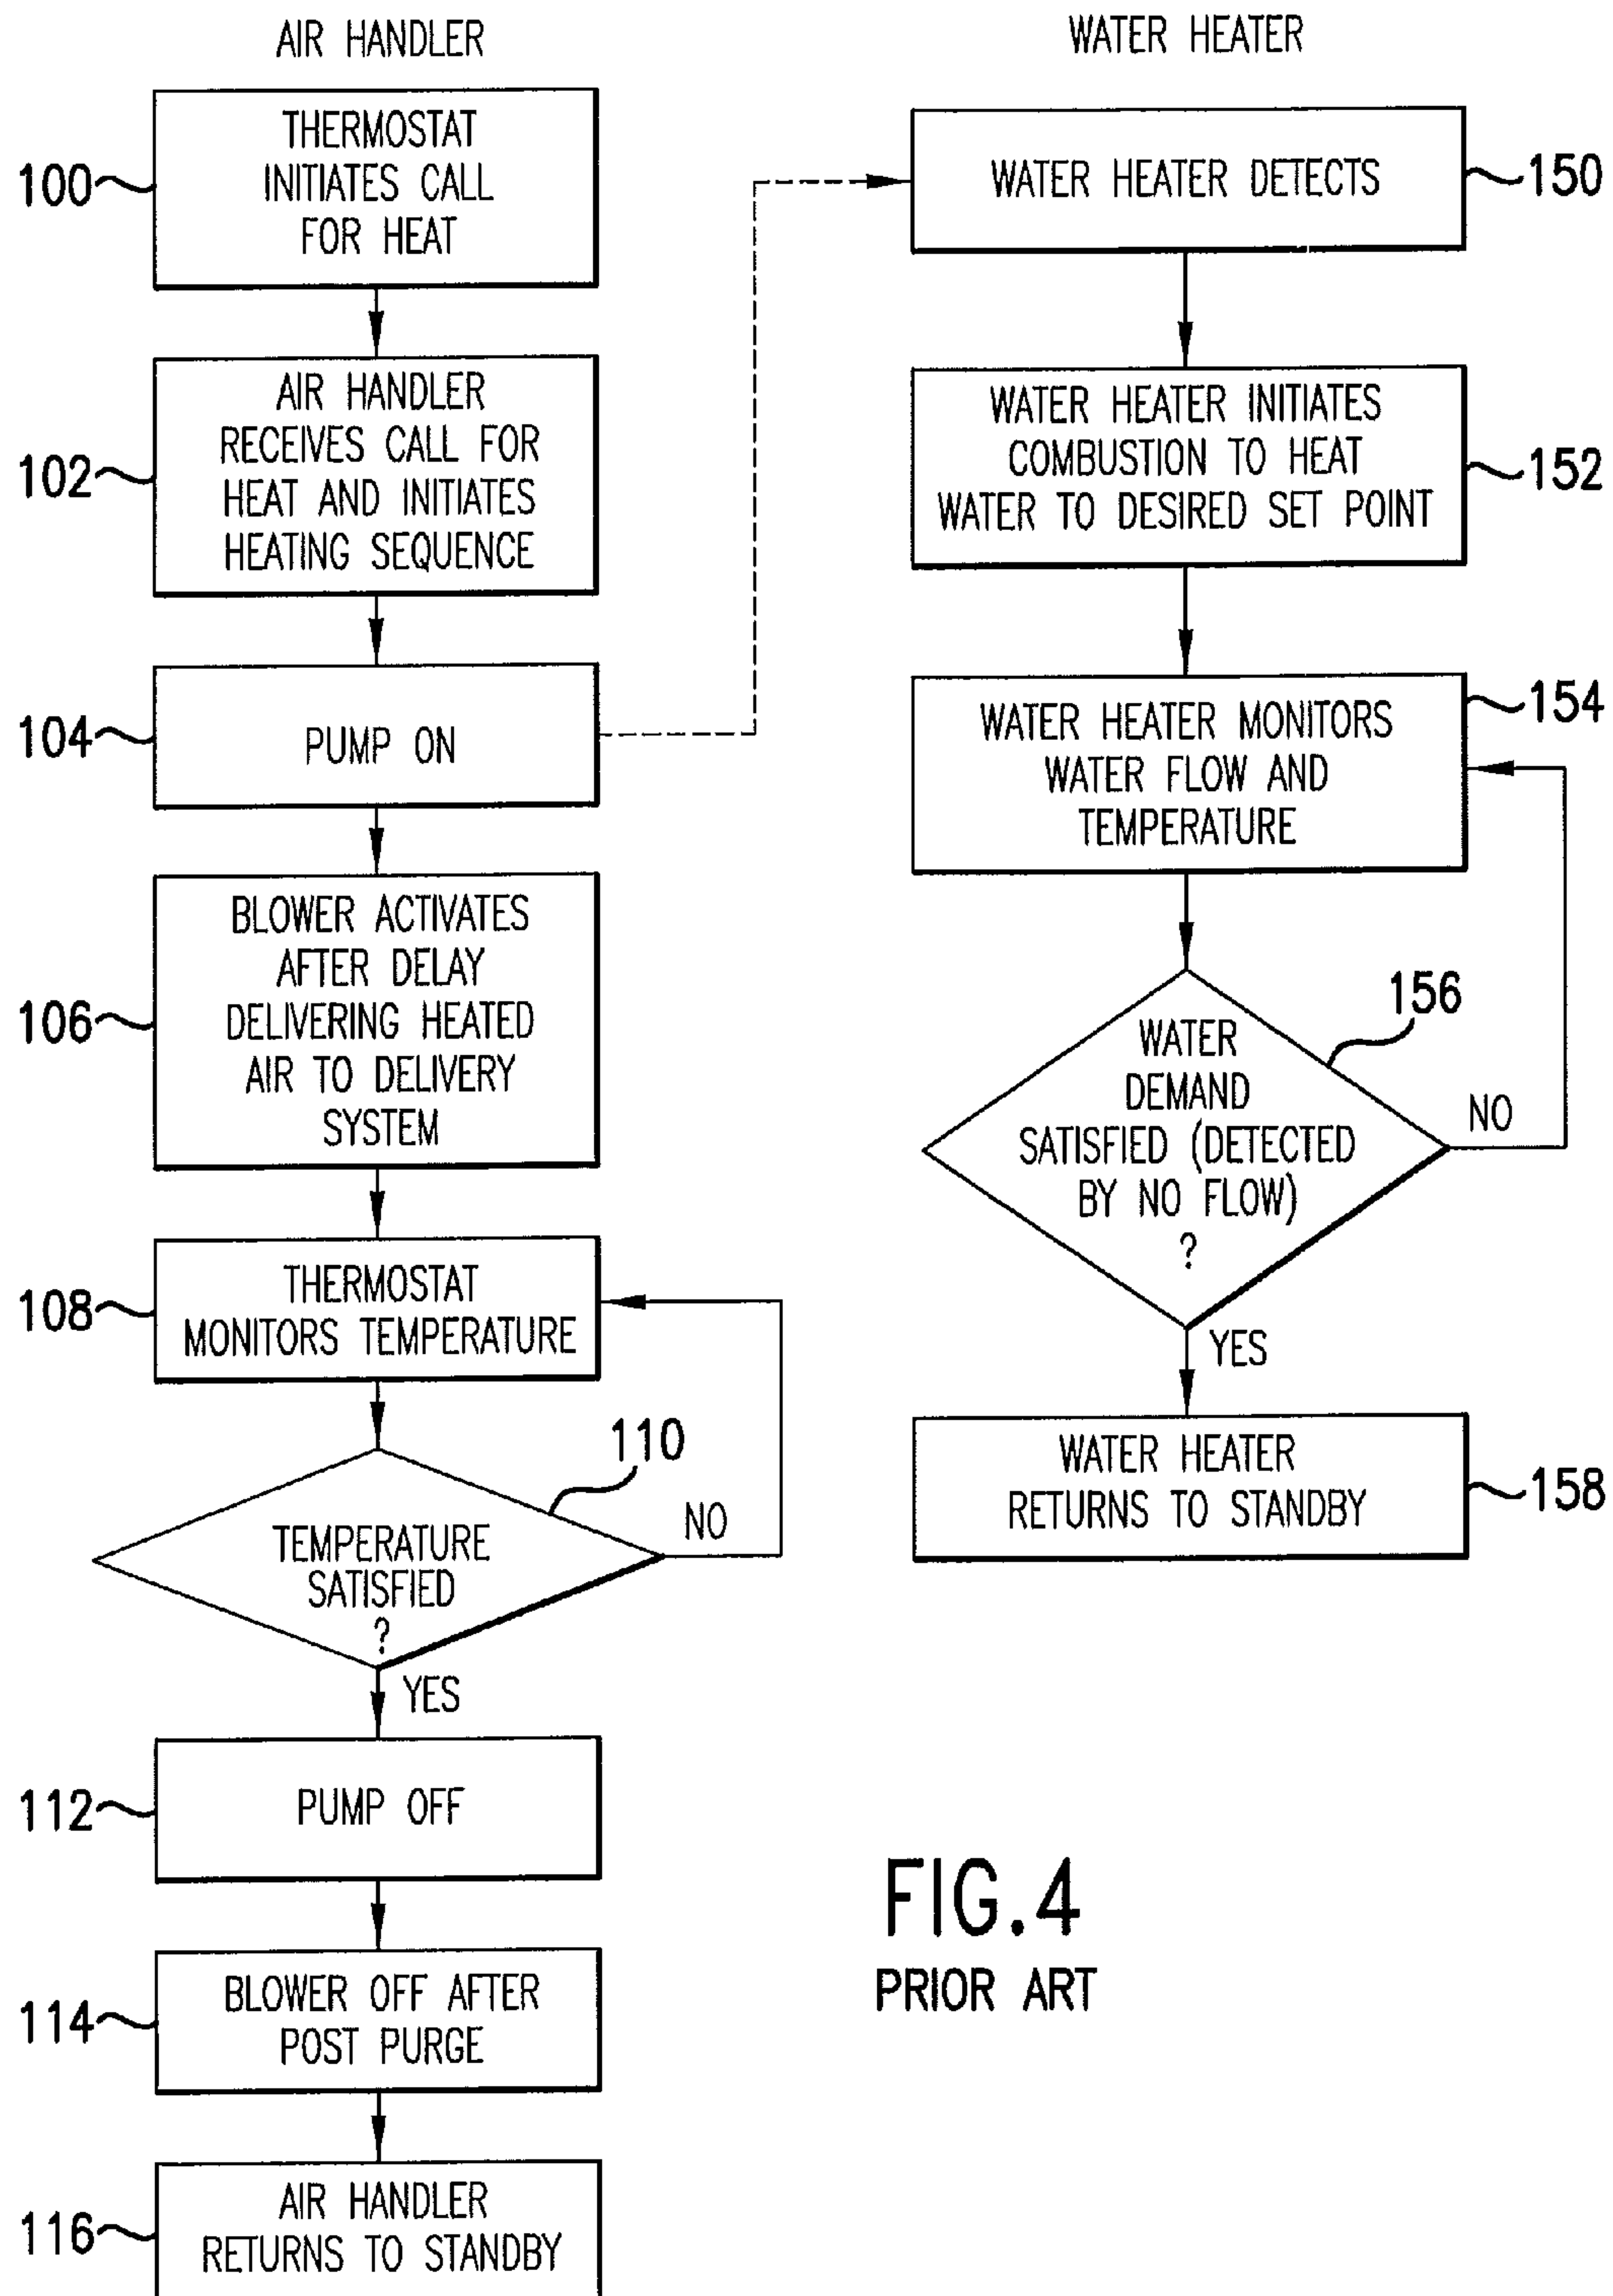 AIR HANDLER
100
THERMOSTAT
INITIATES CALL
FOR HEAT
102
AIR HANDLER
RECEIVES CALL FOR
HEAT AND INITIATES
HEATING SEQUENCE
104
PUMP ON
106
BLOWER ACTIVATES
AFTER DELAY
DELIVERING HEATED
AIR TO DELIVERY
SYSTEM
108
THERMOSTAT
MONITORS TEMPERATURE
110
TEMPERATURE
SATISFIED
?
NO
YES
112
PUMP OFF
114
BLOWER OFF AFTER
POST PURGE
116
AIR HANDLER
RETURNS TO STANDBY
WATER HEATER
WATER HEATER DETECTS
150
WATER HEATER INITIATES
COMBUSTION TO HEAT
WATER TO DESIRED SET POINT
152
WATER HEATER MONITORS
WATER FLOW AND
TEMPERATURE
154
156
WATER
DEMAND
SATISFIED (DETECTED
BY NO FLOW)
?
NO
YES
WATER HEATER
RETURNS TO STANDBY
158
FIG.4
PRIOR ART